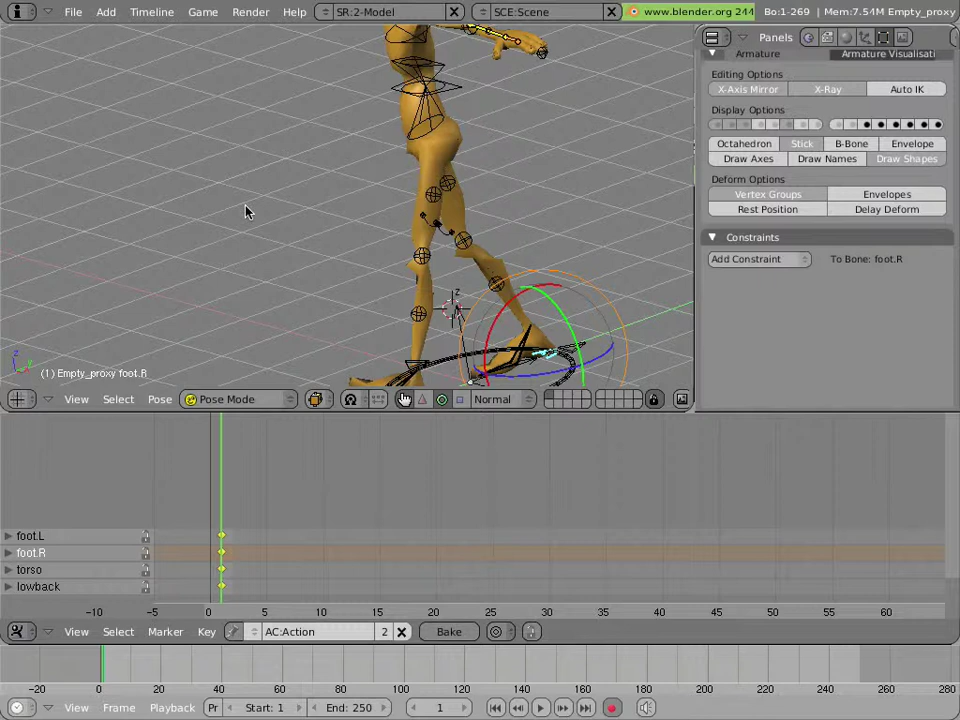 File Add Timeline Game Render Help SR:2-Model SCE:Scene www.blender.org 244 Bo:1-269 | Mem:7.54M Empty_proxy
Panels
Armature Armature Visualisati
Editing Options
X-Axis Mirror X-Ray Auto IK
Display Options
Octahedron Stick B-Bone Envelope
Draw Axes Draw Names Draw Shapes
Deform Options
Vertex Groups Envelopes
Rest Position Delay Deform
Constraints
Add Constraint To Bone: foot.R
z
z
y
(1) Empty_proxy foot.R
View Select Pose Pose Mode Normal
foot.L
foot.R
torso
lowback
-10 -5 0 5 10 15 20 25 30 35 40 45 50 55 60
View Select Marker Key AC:Action 2 Bake
-20 0 20 40 60 80 100 120 140 160 180 200 220 240 260 280
View Frame Playback Pr Start: 1 End: 250 1